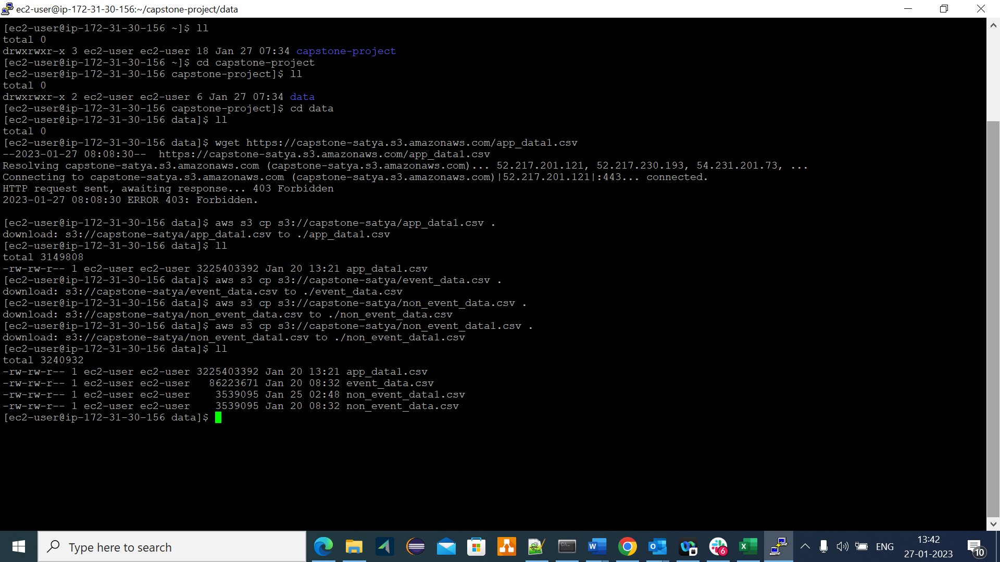 ec2-user@ip-172-31-30-156:~/capstone-project/data
[ec2-user@ip-172-31-30-156 ~]$ ll
total 0
drwxrwxr-x 3 ec2-user ec2-user 18 Jan 27 07:34 capstone-project
[ec2-user@ip-172-31-30-156 ~]$ cd capstone-project
[ec2-user@ip-172-31-30-156 capstone-project]$ ll
total 0
drwxrwxr-x 2 ec2-user ec2-user 6 Jan 27 07:34 data
[ec2-user@ip-172-31-30-156 capstone-project]$ cd data
[ec2-user@ip-172-31-30-156 data]$ ll
total 0
[ec2-user@ip-172-31-30-156 data]$ wget https://capstone-satya.s3.amazonaws.com/app_data1.csv
--2023-01-27 08:08:30--  https://capstone-satya.s3.amazonaws.com/app_data1.csv
Resolving capstone-satya.s3.amazonaws.com (capstone-satya.s3.amazonaws.com)... 52.217.201.121, 52.217.230.193, 54.231.201.73, ...
Connecting to capstone-satya.s3.amazonaws.com (capstone-satya.s3.amazonaws.com)|52.217.201.121|:443... connected.
HTTP request sent, awaiting response... 403 Forbidden
2023-01-27 08:08:30 ERROR 403: Forbidden.
[ec2-user@ip-172-31-30-156 data]$ aws s3 cp s3://capstone-satya/app_data1.csv .
download: s3://capstone-satya/app_data1.csv to ./app_data1.csv
[ec2-user@ip-172-31-30-156 data]$ ll
total 3149808
-rw-rw-r-- 1 ec2-user ec2-user 3225403392 Jan 20 13:21 app_data1.csv
[ec2-user@ip-172-31-30-156 data]$ aws s3 cp s3://capstone-satya/event_data.csv .
download: s3://capstone-satya/event_data.csv to ./event_data.csv
[ec2-user@ip-172-31-30-156 data]$ aws s3 cp s3://capstone-satya/non_event_data.csv .
download: s3://capstone-satya/non_event_data.csv to ./non_event_data.csv
[ec2-user@ip-172-31-30-156 data]$ aws s3 cp s3://capstone-satya/non_event_data1.csv .
download: s3://capstone-satya/non_event_data1.csv to ./non_event_data1.csv
[ec2-user@ip-172-31-30-156 data]$ ll
total 3240932
-rw-rw-r-- 1 ec2-user ec2-user 3225403392 Jan 20 13:21 app_data1.csv
-rw-rw-r-- 1 ec2-user ec2-user   86223671 Jan 20 08:32 event_data.csv
-rw-rw-r-- 1 ec2-user ec2-user    3539095 Jan 25 02:48 non_event_data1.csv
-rw-rw-r-- 1 ec2-user ec2-user    3539095 Jan 20 08:32 non_event_data.csv
[ec2-user@ip-172-31-30-156 data]$
Type here to search
6
ENG
13:42
27-01-2023
10